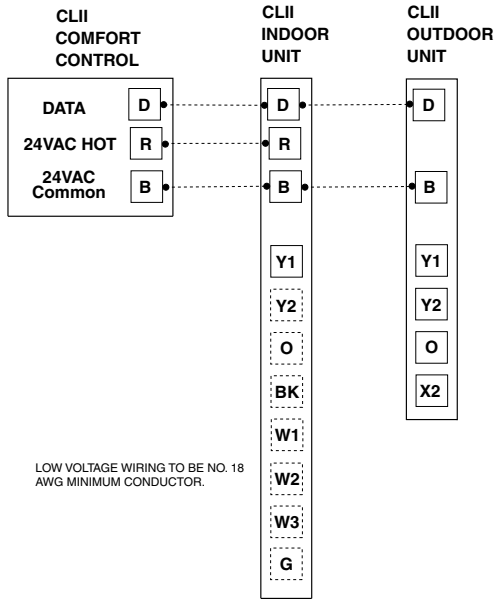 CLII
COMFORT
CONTROL
CLII
INDOOR
UNIT
CLII
OUTDOOR
UNIT
DATA
D
D
D
24VAC HOT
R
R
24VAC
Common
B
B
B
Y1
Y1
Y2
Y2
O
O
BK
X2
W1
LOW VOLTAGE WIRING TO BE NO. 18
AWG MINIMUM CONDUCTOR.
W2
W3
G